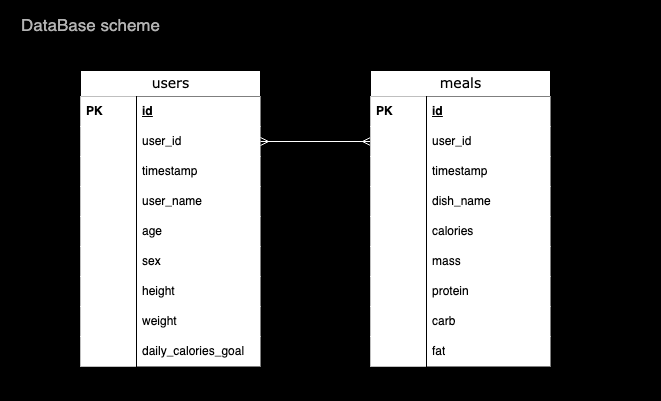 DataBase scheme
users
PK id
user_id
timestamp
user_name
age
sex
height
weight
daily_calories_goal
meals
PK id
user_id
timestamp
dish_name
calories
mass
protein
carb
fat